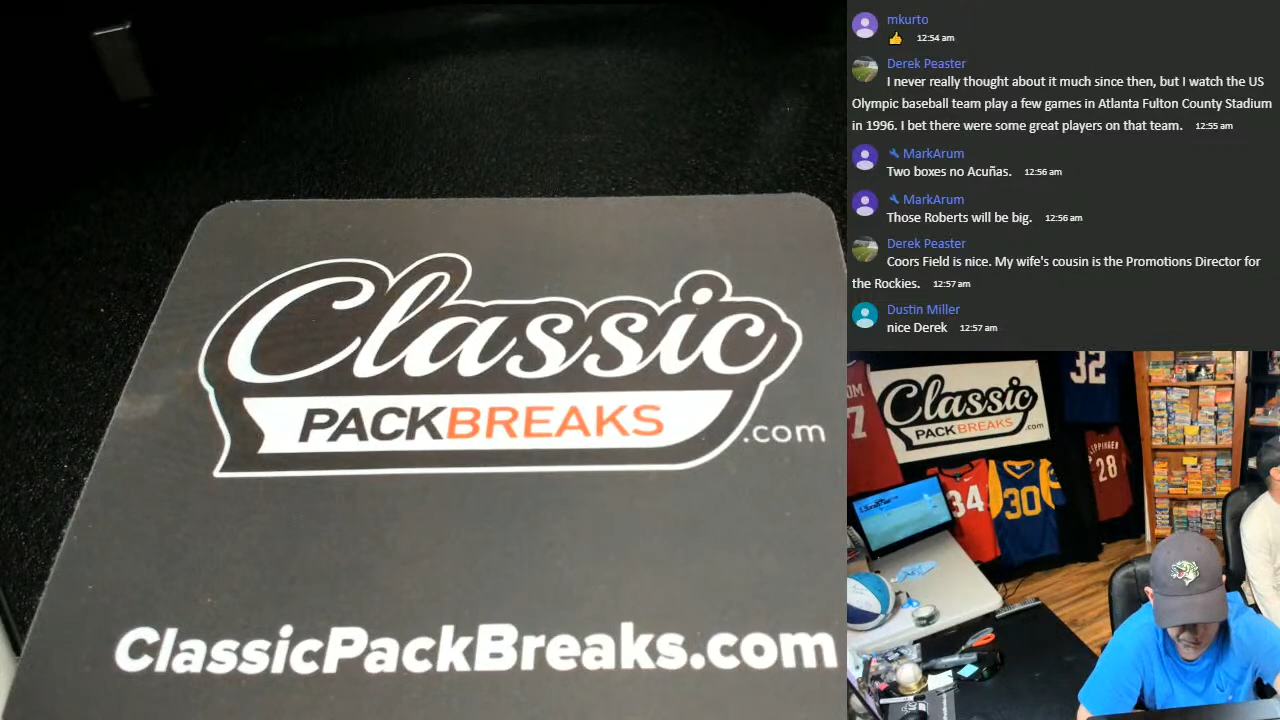 Classic
PACKBREAKS
.com
ClassicPackBreaks.com
mkurto
👍 12:54 am
Derek Peaster
I never really thought about it much since then, but I watch the US
Olympic baseball team play a few games in Atlanta Fulton County Stadium
in 1996. I bet there were some great players on that team. 12:55 am
MarkArum
Two boxes no Acuñas. 12:56 am
MarkArum
Those Roberts will be big. 12:56 am
Derek Peaster
Coors Field is nice. My wife's cousin is the Promotions Director for
the Rockies. 12:57 am
Dustin Miller
nice Derek 12:57 am
Classic
PACKBREAKS
.com
32
7
34
30
28